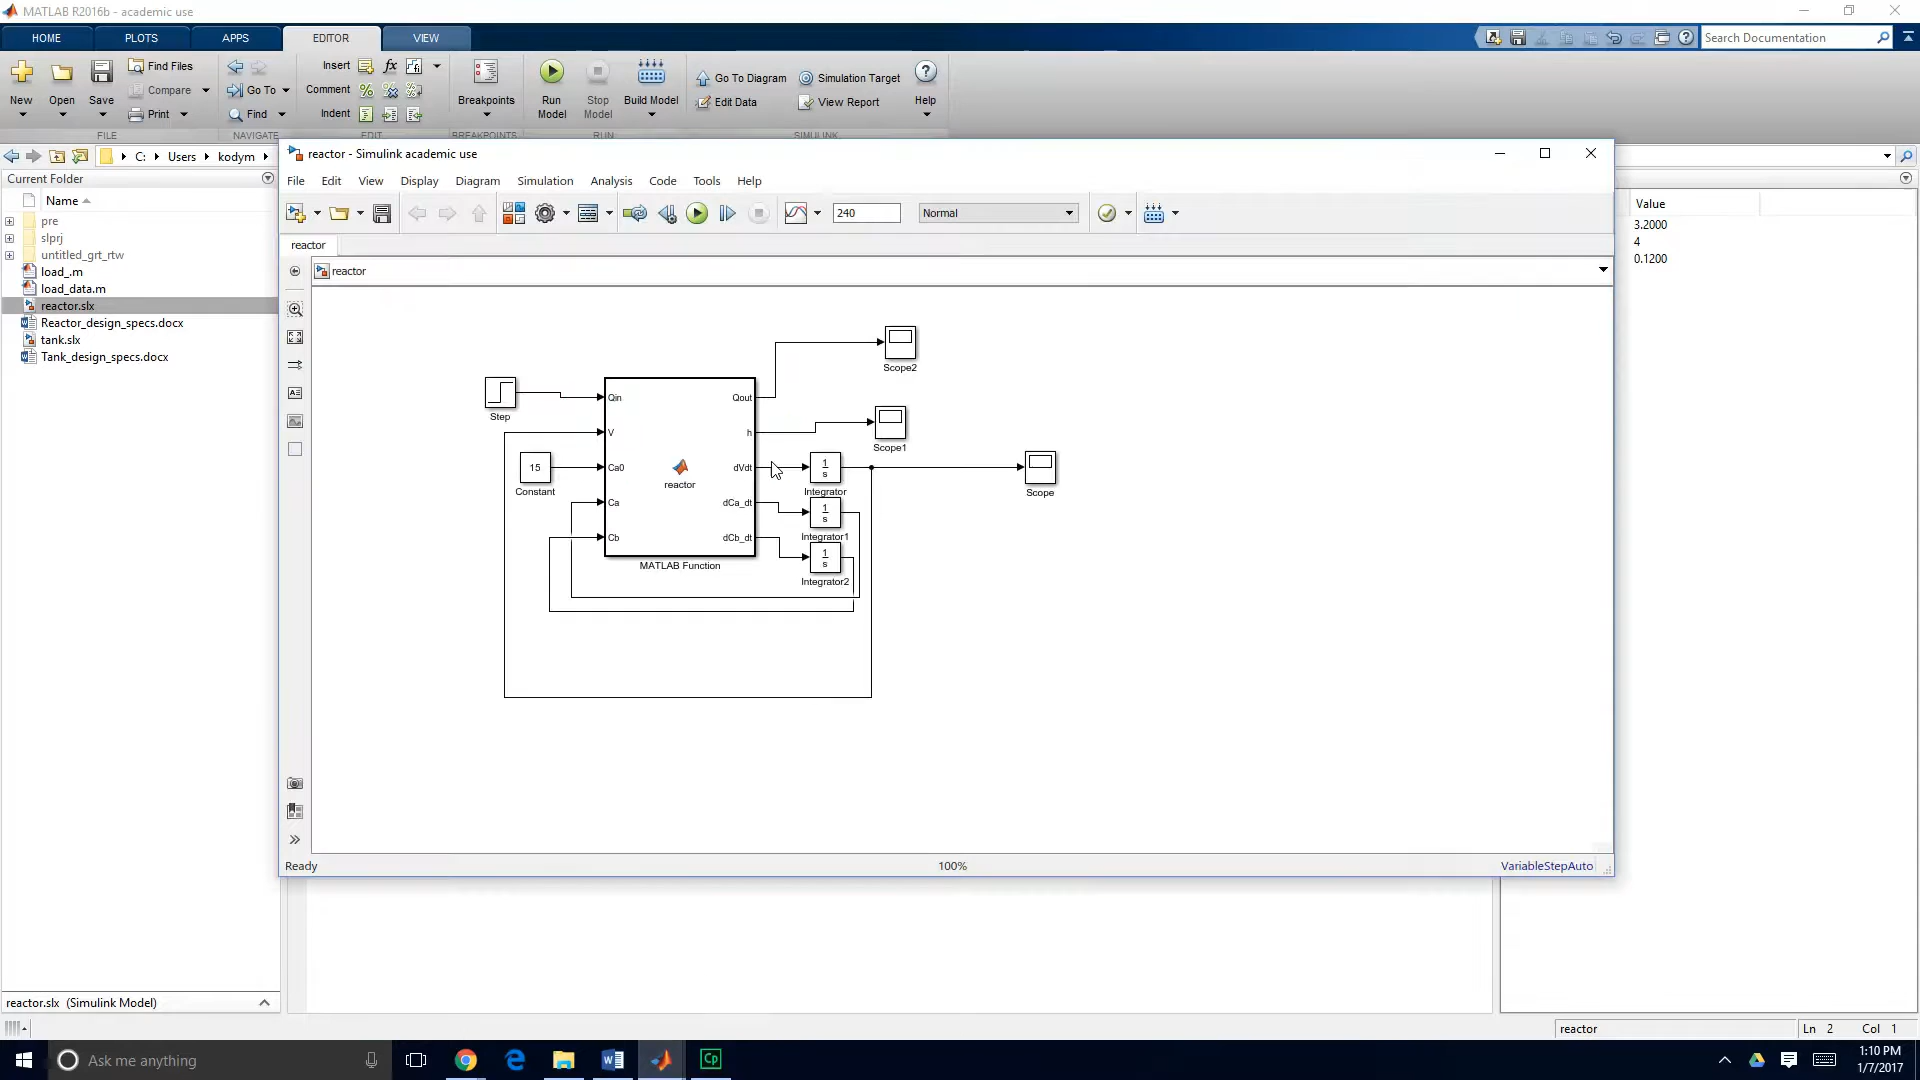 MATLAB R2016b - academic use
HOME PLOTS APPS EDITOR VIEW
Search Documentation
New Open Save Find Files Compare Print
Go To Find
Insert fx
Comment
Indent
Breakpoints
Run Model
Stop Model
Build Model
Go To Diagram Simulation Target
Edit Data View Report
Help
FILE NAVIGATE EDIT BREAKPOINTS RUN SIMULINK
C: Users kodym
Current Folder
Name
pre
slprj
untitled_grt_rtw
load_.m
load_data.m
reactor.slx
Reactor_design_specs.docx
tank.slx
Tank_design_specs.docx
Value
3.2000
4
0.1200
reactor - Simulink academic use
File Edit View Display Diagram Simulation Analysis Code Tools Help
240 Normal
reactor
reactor
Scope2
Step
Qin Qout
Scope1
V h
15
Constant
Ca0 dVdt
reactor
1
s
Integrator
Scope
Ca dCa_dt
1
s
Integrator1
Cb dCb_dt
1
s
Integrator2
MATLAB Function
Ready 100% VariableStepAuto
reactor.slx (Simulink Model)
reactor Ln 2 Col 1
Ask me anything
Cp
1:10 PM
1/7/2017